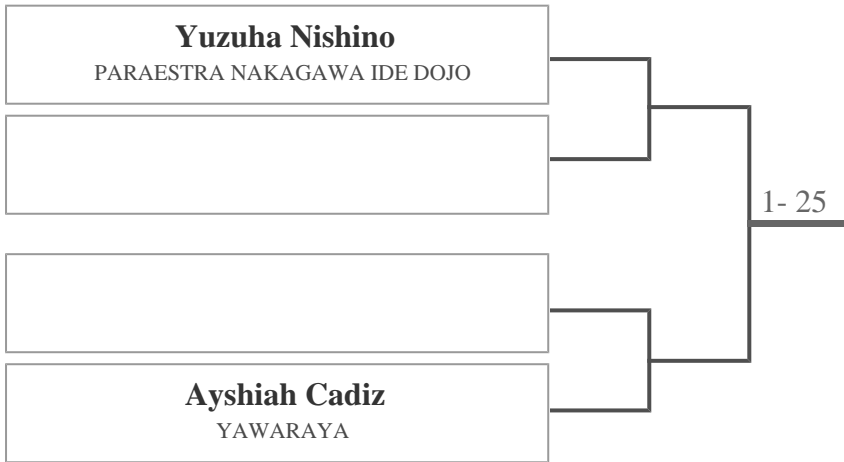 Yuzuha Nishino
PARAESTRA NAKAGAWA IDE DOJO
1- 25
Ayshiah Cadiz
YAWARAYA